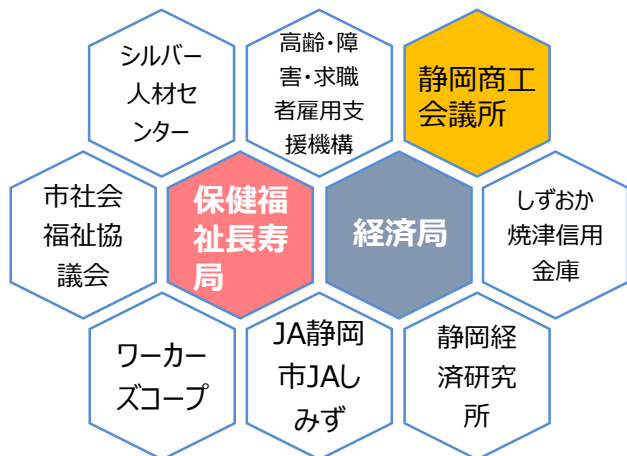 シルバー
人材セ
ンター
高齢・障
害・求職
者雇用支
援機構
静岡商工
会議所
市社会
福祉協
議会
保健福
祉長寿
局
経済局
しずおか
焼津信用
金庫
ワーカー
ズコープ
JA静岡
市JAし
みず
静岡経
済研究
所